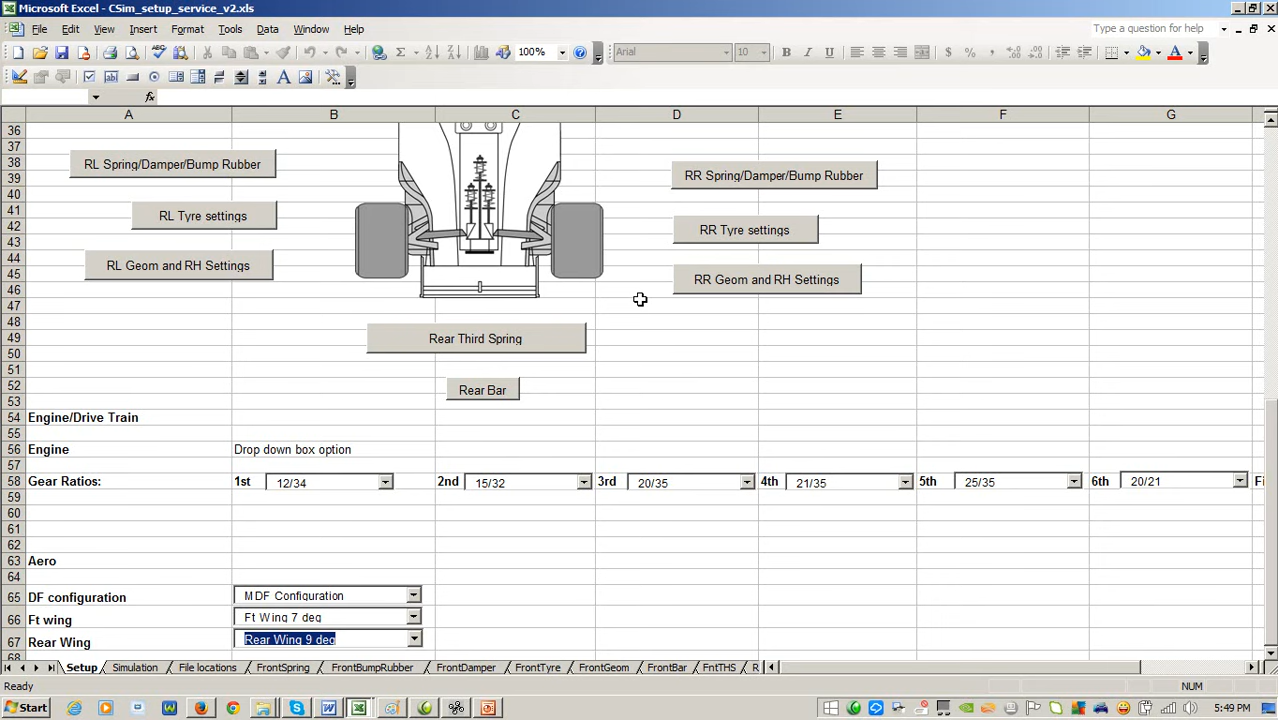 Microsoft Excel - CSim_setup_service_v2.xls
File Edit View Insert Format Tools Data Window Help Type a question for help
100% Arial 10
A B C D E F G
36
37
38 RL Spring/Damper/Bump Rubber RR Spring/Damper/Bump Rubber
39
40
41 RL Tyre settings
42 RR Tyre settings
43
44 RL Geom and RH Settings
45 RR Geom and RH Settings
46
47
48
49 Rear Third Spring
50
51
52 Rear Bar
53
54 Engine/Drive Train
55
56 Engine Drop down box option
57
58 Gear Ratios: 1st 12/34 2nd 15/32 3rd 20/35 4th 21/35 5th 25/35 6th 20/21 Fi
59
60
61
62
63 Aero
64
65 DF configuration MDF Configuration
66 Ft wing Ft Wing 7 deg
67 Rear Wing Rear Wing 9 deg
68
Setup Simulation File locations FrontSpring FrontBumpRubber FrontDamper FrontTyre FrontGeom FrontBar FntTHS R
Ready NUM
Start 5:49 PM